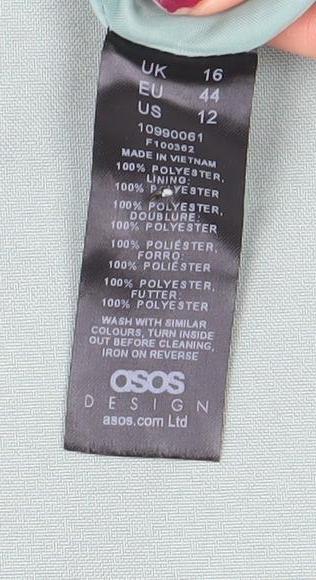 UK 16
EU 44
US 12
10990061
F100362
MADE IN VIETNAM
100% POLYESTER,
LINING:
100% POLYESTER
100% POLYESTER,
DOUBLURE:
100% POLYESTER
100% POLIÉSTER,
FORRO:
100% POLIÉSTER
100% POLYESTER,
FUTTER:
100% POLYESTER
WASH WITH SIMILAR
COLOURS, TURN INSIDE
OUT BEFORE CLEANING,
IRON ON REVERSE
asos
DESIGN
asos.com Ltd